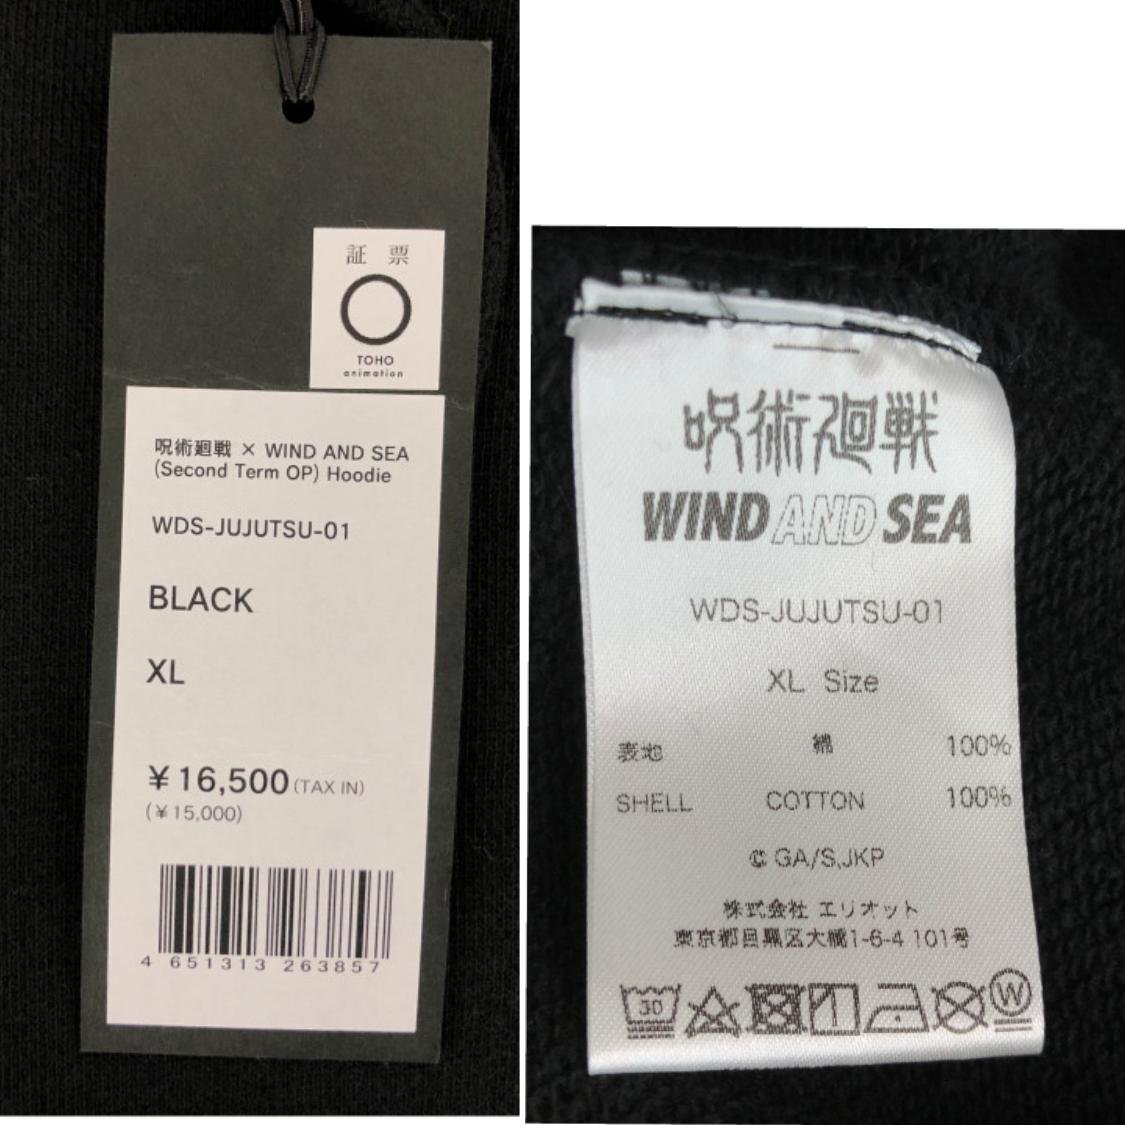 証 票
TOHO
animation
呪術廻戦 × WIND AND SEA
(Second Term OP) Hoodie
WDS-JUJUTSU-01
BLACK
XL
¥16,500(TAX IN)
(¥15,000)
4 651313 263857
呪術廻戦
WIND AND SEA
WDS-JUJUTSU-01
XL Size
表地 綿 100%
SHELL COTTON 100%
© GA/S,JKP
株式会社 エリオット
東京都目黒区大橋1-6-4 101号
30 W